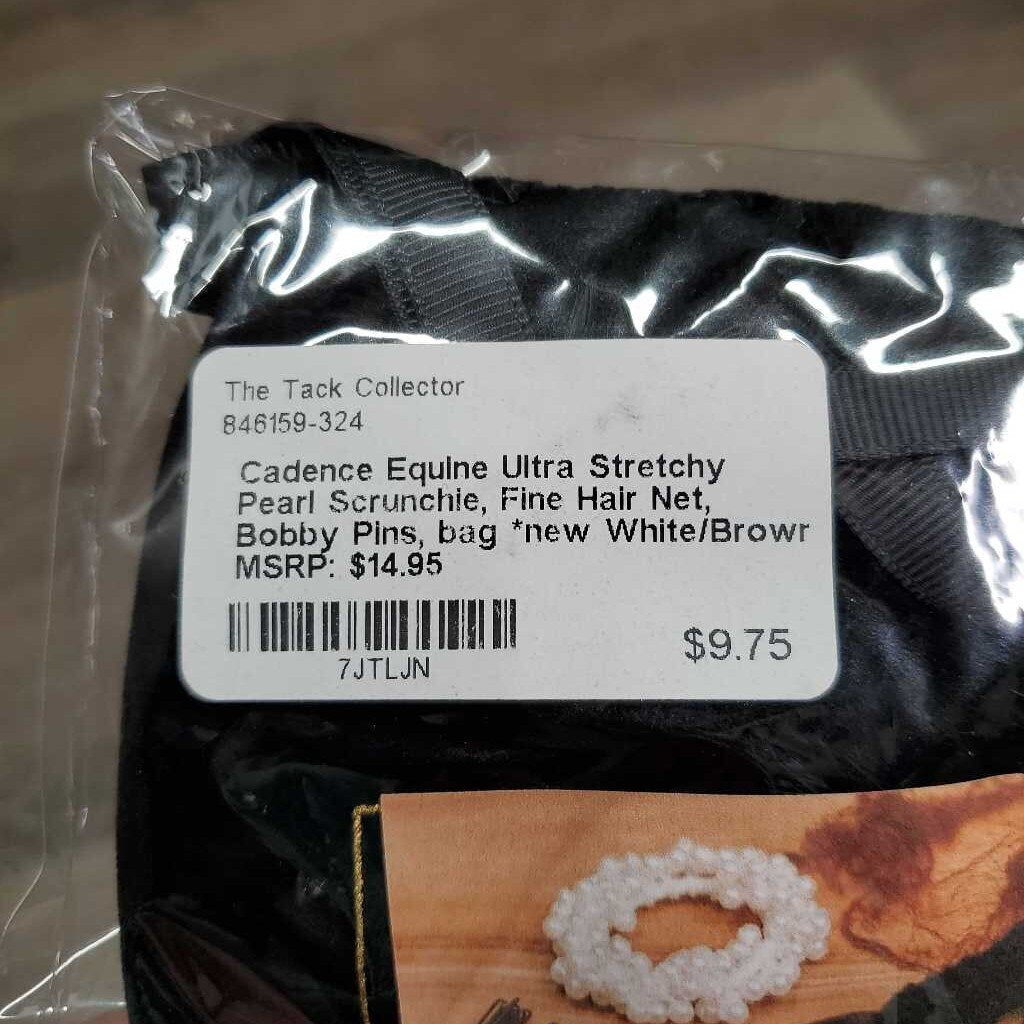 The Tack Collector
846159-324
Cadence Equine Ultra Stretchy
Pearl Scrunchie, Fine Hair Net,
Bobby Pins, bag *new White/Browr
MSRP: $14.95
7JTLJN
$9.75